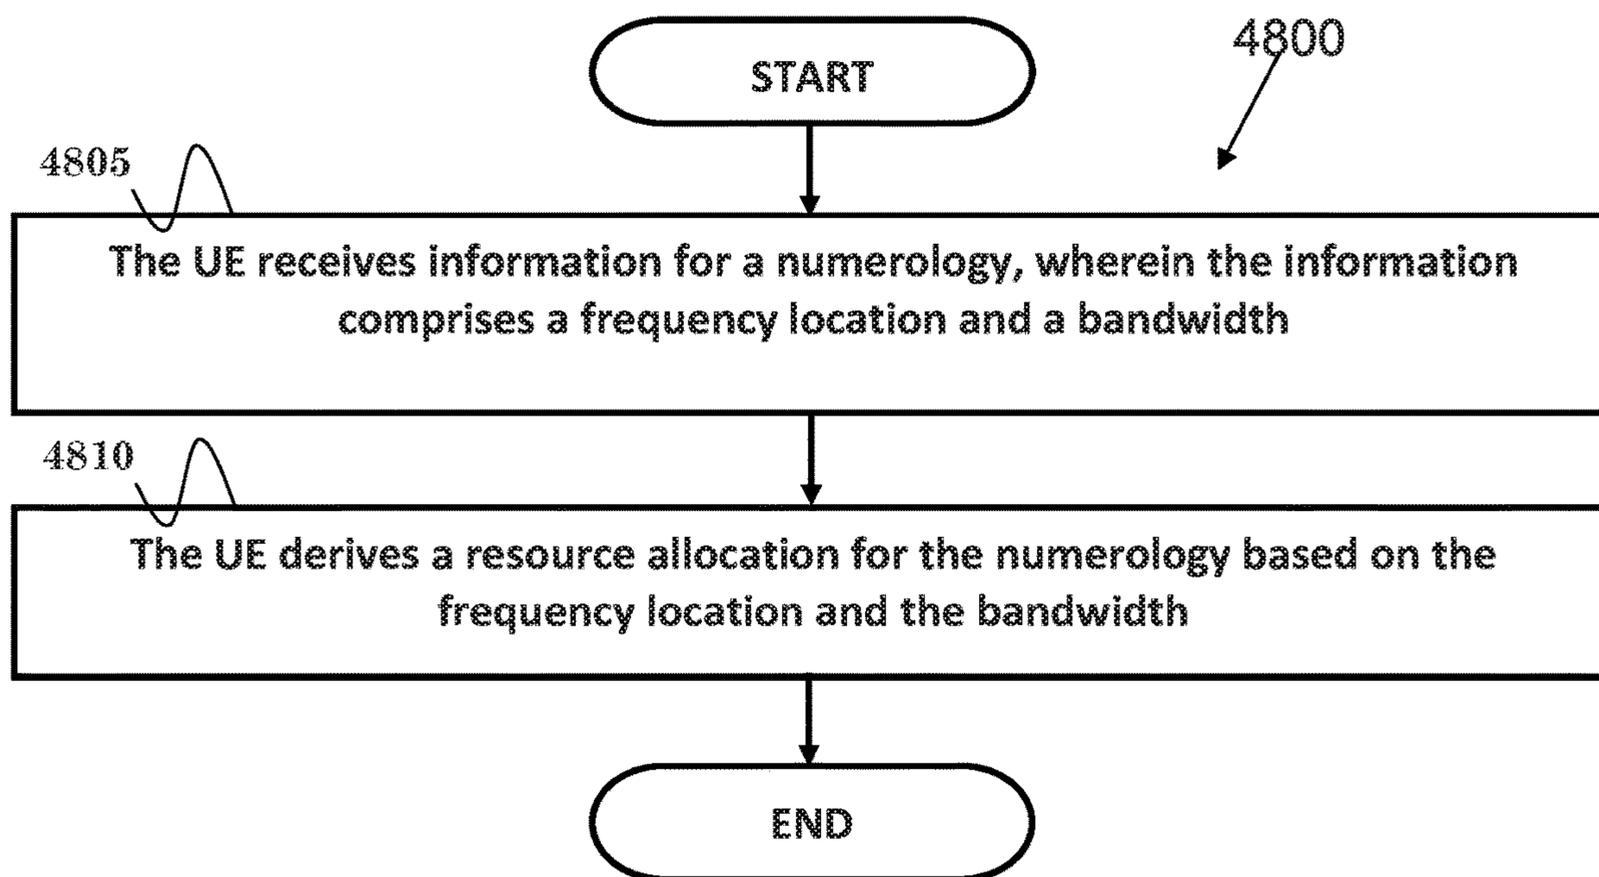 START
4800
4805
The UE receives information for a numerology, wherein the information
comprises a frequency location and a bandwidth
4810
The UE derives a resource allocation for the numerology based on the
frequency location and the bandwidth
END